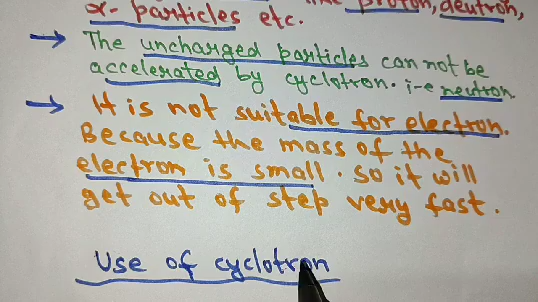 proton, deutron,
α- particles etc.
→ The uncharged particles can not be
accelerated by cyclotron. i-e neutron.
→ It is not suitable for electron.
Because the mass of the
electron is small. so it will
get out of step very fast.
Use of cyclotron